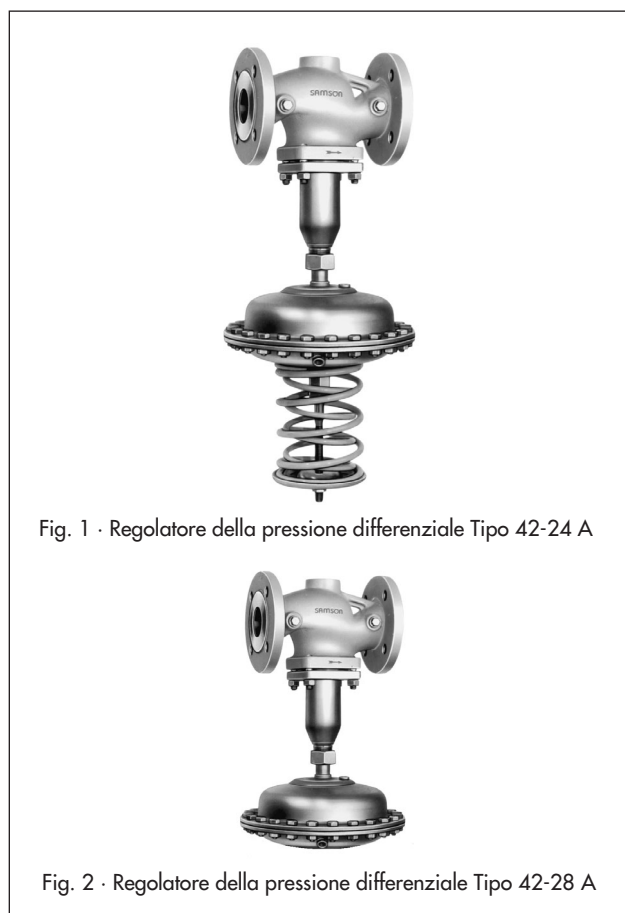 SAMSON
Fig. 1 · Regolatore della pressione differenziale Tipo 42-24 A
SAMSON
Fig. 2 · Regolatore della pressione differenziale Tipo 42-28 A